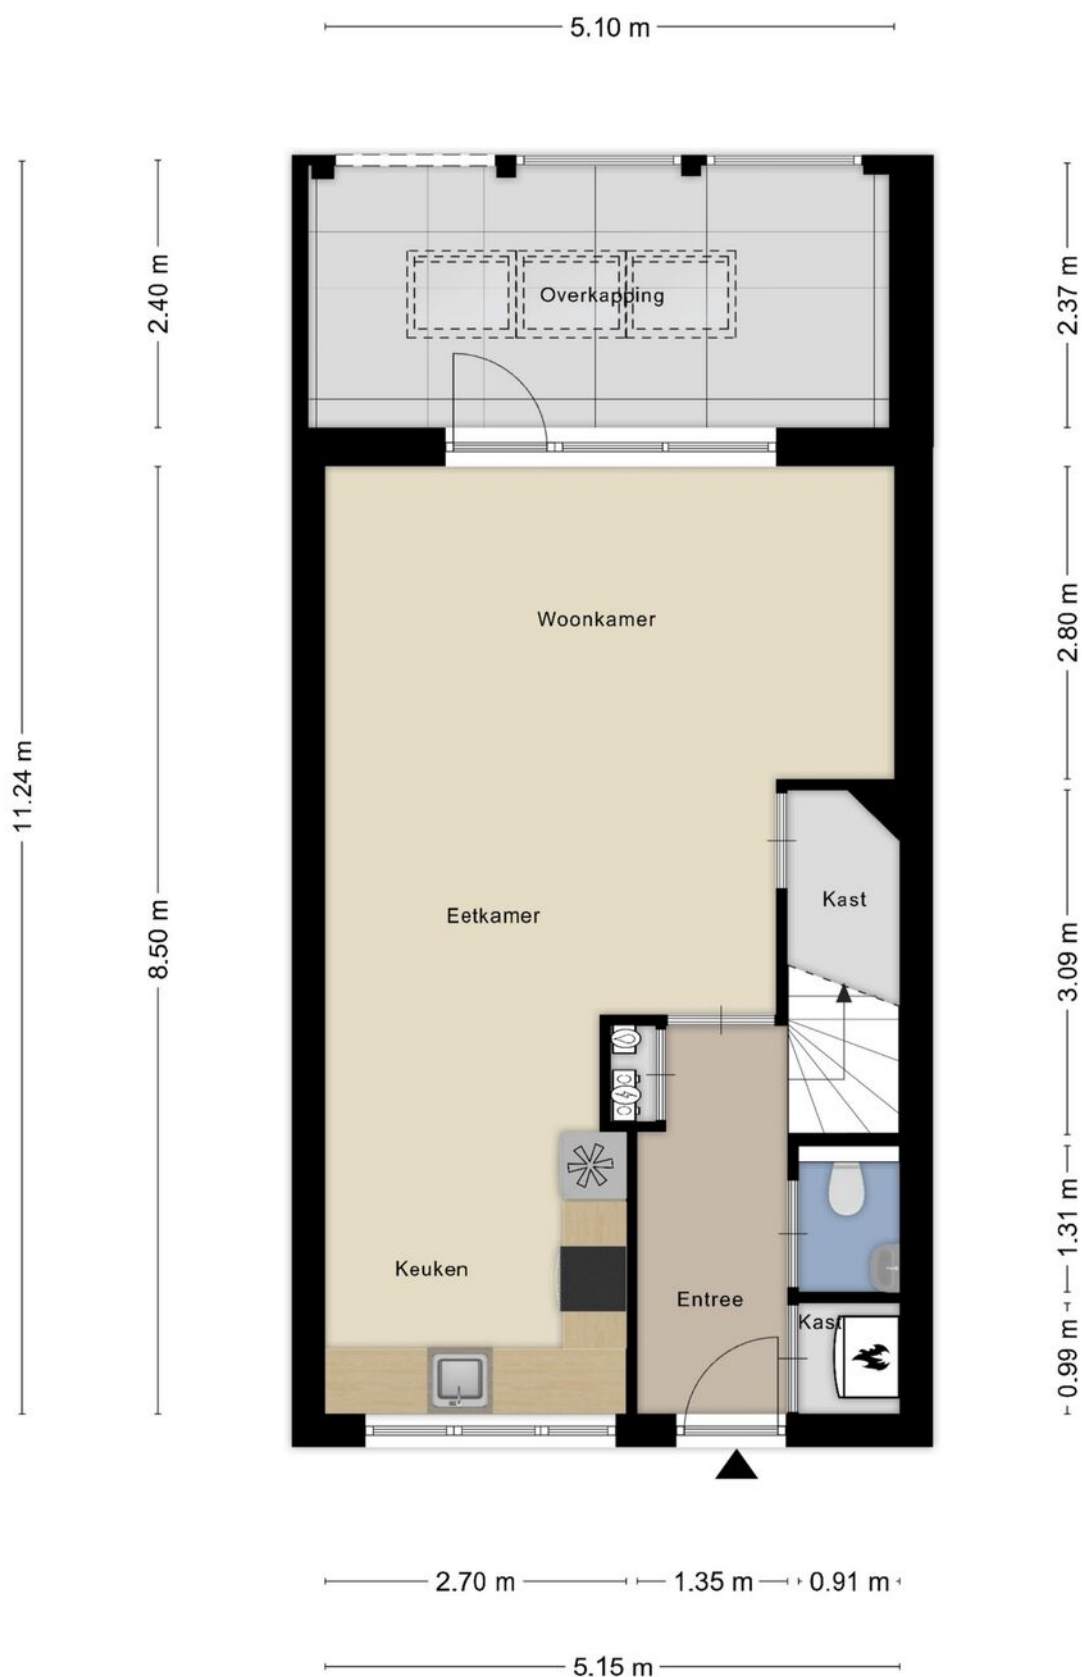 5.10 m
2.40 m
2.37 m
Overkapping
11.24 m
8.50 m
Woonkamer
2.80 m
Eetkamer
Kast
3.09 m
Keuken
Entree
1.31 m
Kast
0.99 m
2.70 m
1.35 m
0.91 m
5.15 m